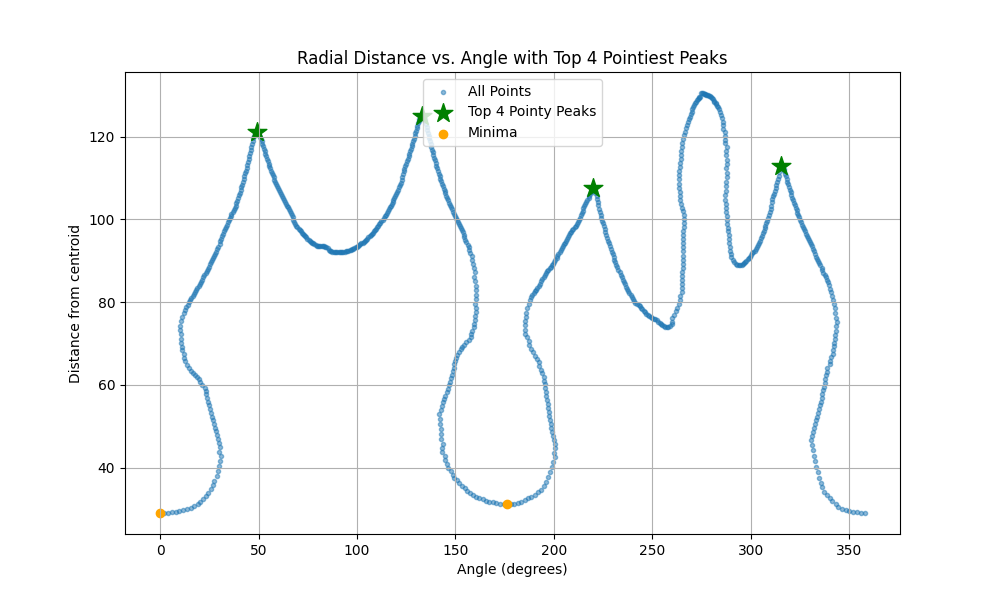 Radial Distance vs. Angle with Top 4 Pointiest Peaks
All Points
Top 4 Pointy Peaks
Minima
Distance from centroid
120
100
80
60
40
0 50 100 150 200 250 300 350
Angle (degrees)